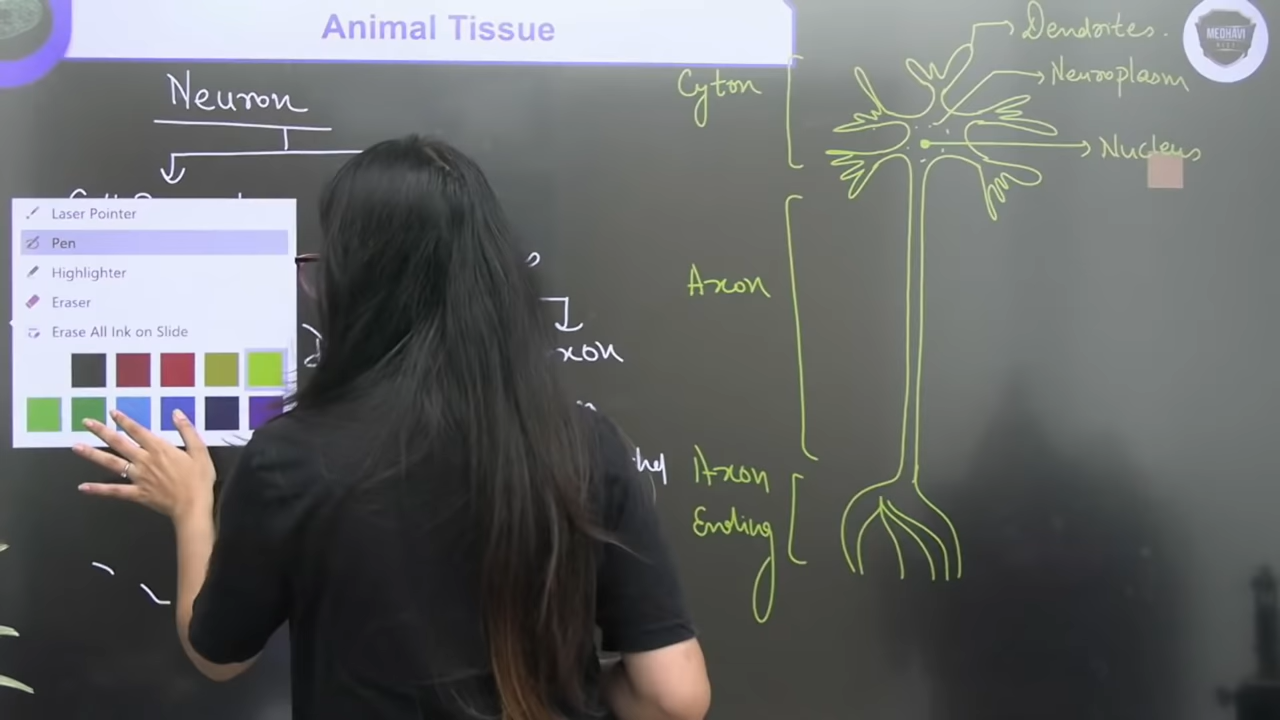 Animal Tissue
MEDHAVI
Neuron
Laser Pointer
Pen
Highlighter
Eraser
Erase All Ink on Slide
Cyton
Axon
Axon
Ending
Dendrites.
Neuroplasm
Nucleus